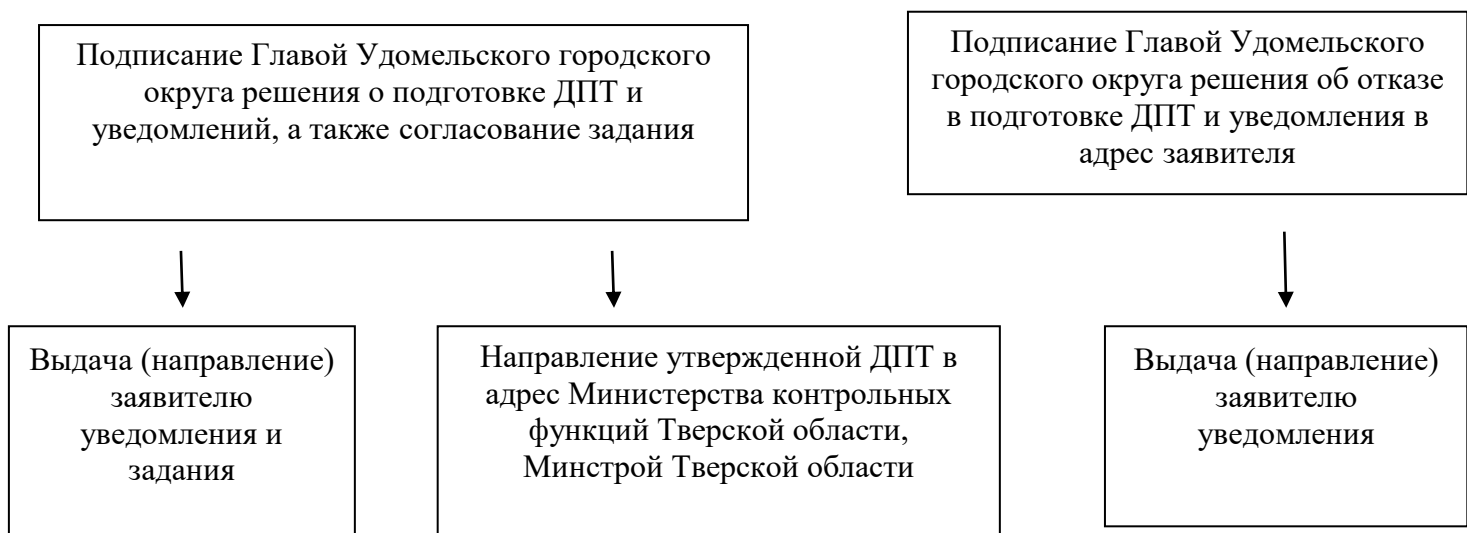 Подписание Главой Удомельского городского
округа решения о подготовке ДПТ и
уведомлений, а также согласование задания
Подписание Главой Удомельского
городского округа решения об отказе
в подготовке ДПТ и уведомления в
адрес заявителя
Выдача (направление)
заявителю
уведомления и
задания
Направление утвержденной ДПТ в
адрес Министерства контрольных
функций Тверской области,
Минстрой Тверской области
Выдача (направление)
заявителю
уведомления